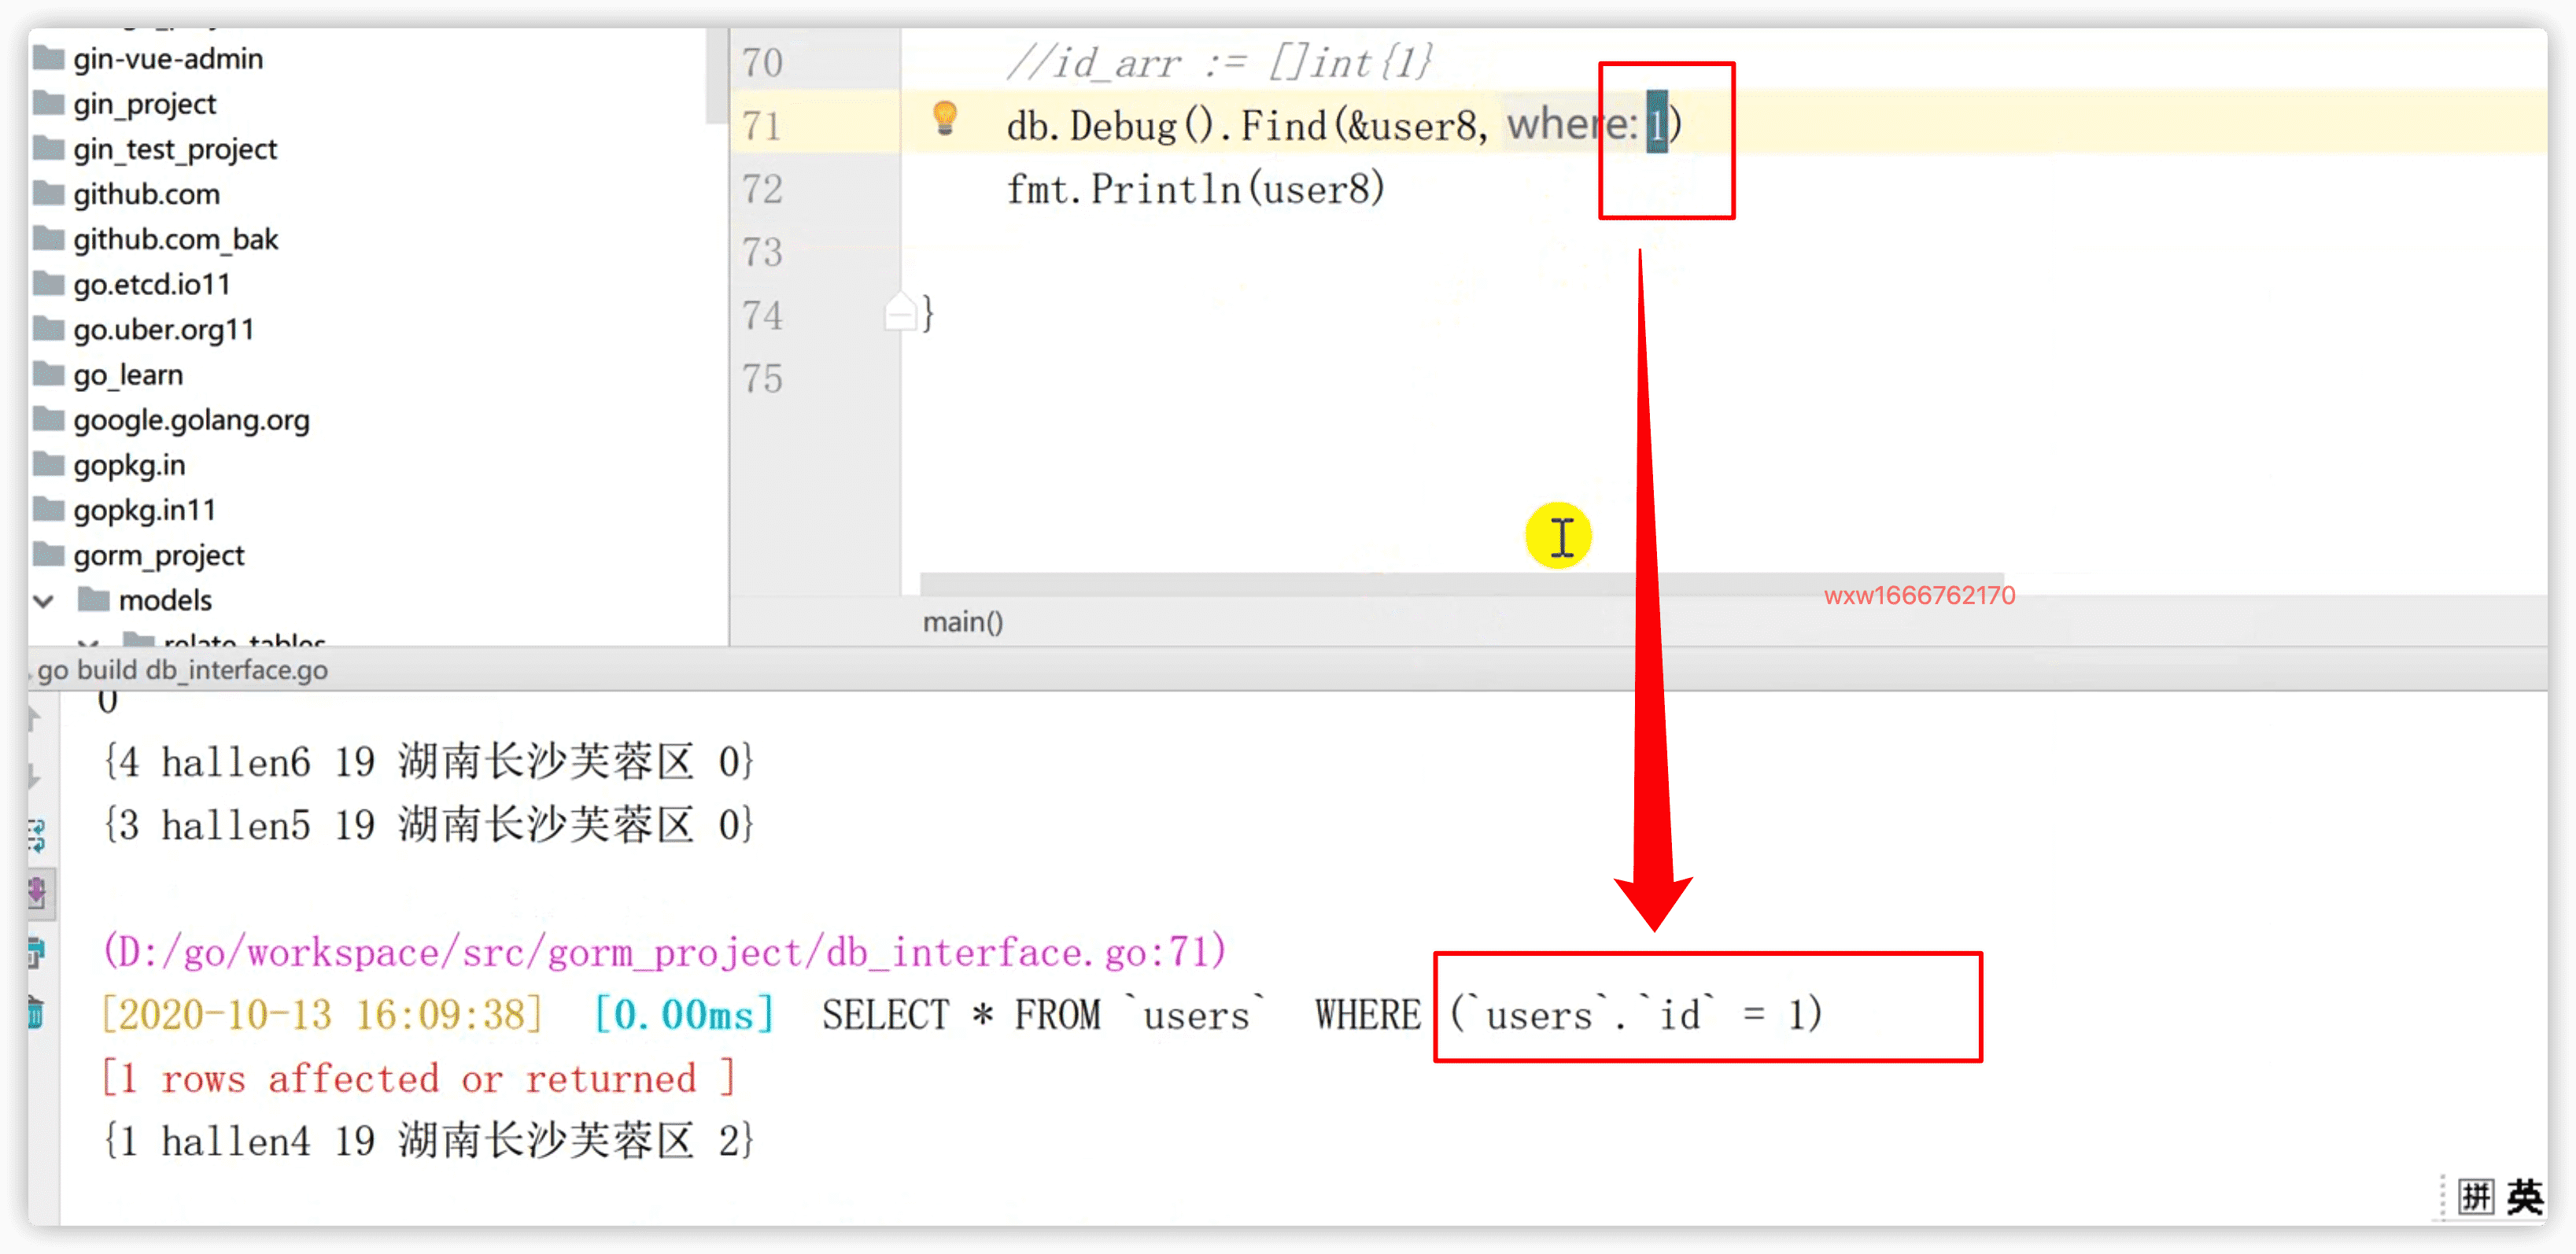 gin-vue-admin
gin_project
gin_test_project
github.com
github.com_bak
go.etcd.io11
go.uber.org11
go_learn
google.golang.org
gopkg.in
gopkg.in11
gorm_project
models
relate_tables
70 //id_arr := []int{1}
71 db.Debug().Find(&user8, where: 1)
72 fmt.Println(user8)
73
74 }
75
wxw1666762170
main()
go build db_interface.go
0
{4 hallen6 19 湖南长沙芙蓉区 0}
{3 hallen5 19 湖南长沙芙蓉区 0}
(D:/go/workspace/src/gorm_project/db_interface.go:71)
[2020-10-13 16:09:38] [0.00ms] SELECT * FROM `users` WHERE (`users`.`id` = 1)
[1 rows affected or returned ]
{1 hallen4 19 湖南长沙芙蓉区 2}
拼 英